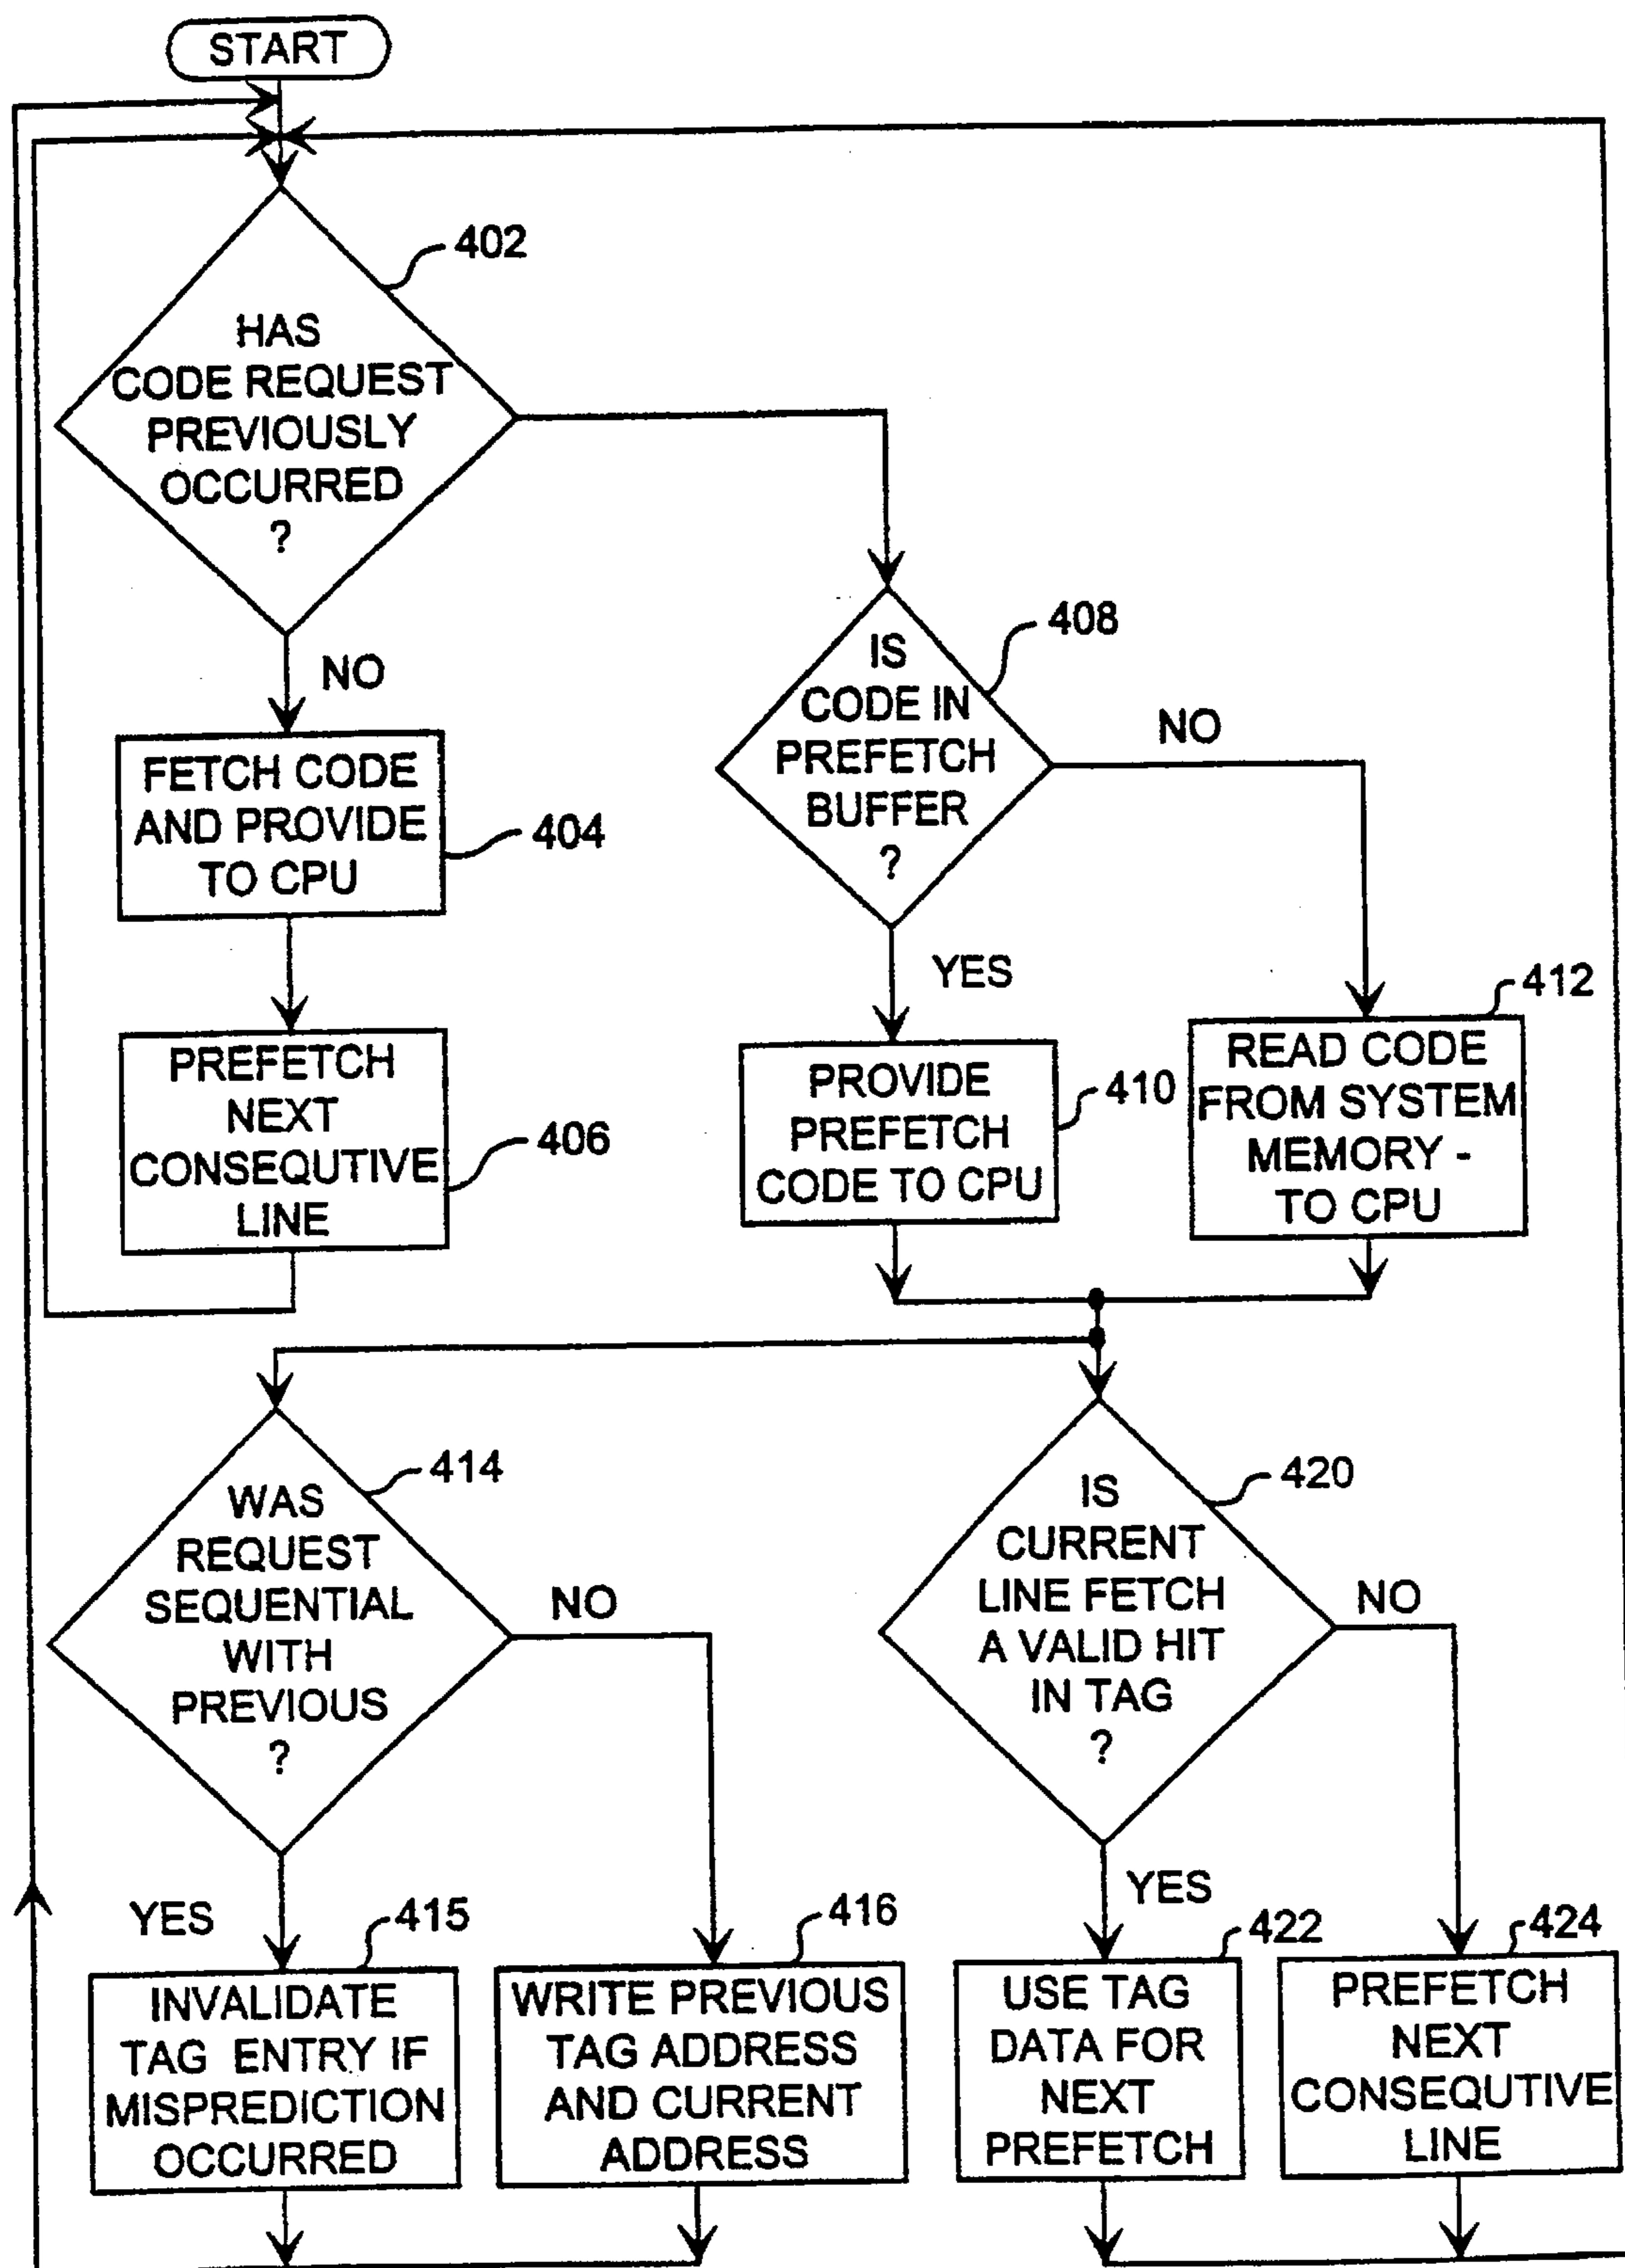 START
402
HAS
CODE REQUEST
PREVIOUSLY
OCCURRED
?
NO
FETCH CODE
AND PROVIDE
TO CPU
404
PREFETCH
NEXT
CONSEQUTIVE
LINE
406
408
IS
CODE IN
PREFETCH
BUFFER
?
NO
YES
PROVIDE
PREFETCH
CODE TO CPU
410
412
READ CODE
FROM SYSTEM
MEMORY -
TO CPU
414
WAS
REQUEST
SEQUENTIAL
WITH
PREVIOUS
?
NO
YES
415
INVALIDATE
TAG ENTRY IF
MISPREDICTION
OCCURRED
416
WRITE PREVIOUS
TAG ADDRESS
AND CURRENT
ADDRESS
420
IS
CURRENT
LINE FETCH
A VALID HIT
IN TAG
?
NO
YES
422
USE TAG
DATA FOR
NEXT
PREFETCH
424
PREFETCH
NEXT
CONSEQUTIVE
LINE